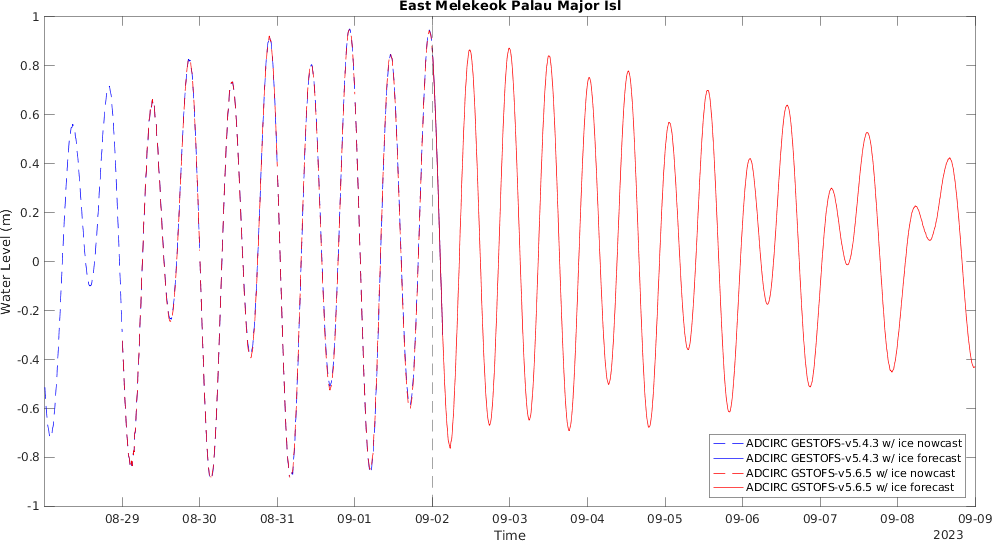 East Melekeok Palau Major Isl
Water Level (m)
1
0.8
0.6
0.4
0.2
0
-0.2
-0.4
-0.6
-0.8
-1
ADCIRC GESTOFS-v5.4.3 w/ ice nowcast
ADCIRC GESTOFS-v5.4.3 w/ ice forecast
ADCIRC GSTOFS-v5.6.5 w/ ice nowcast
ADCIRC GSTOFS-v5.6.5 w/ ice forecast
08-29 08-30 08-31 09-01 09-02 09-03 09-04 09-05 09-06 09-07 09-08 09-09
Time
2023